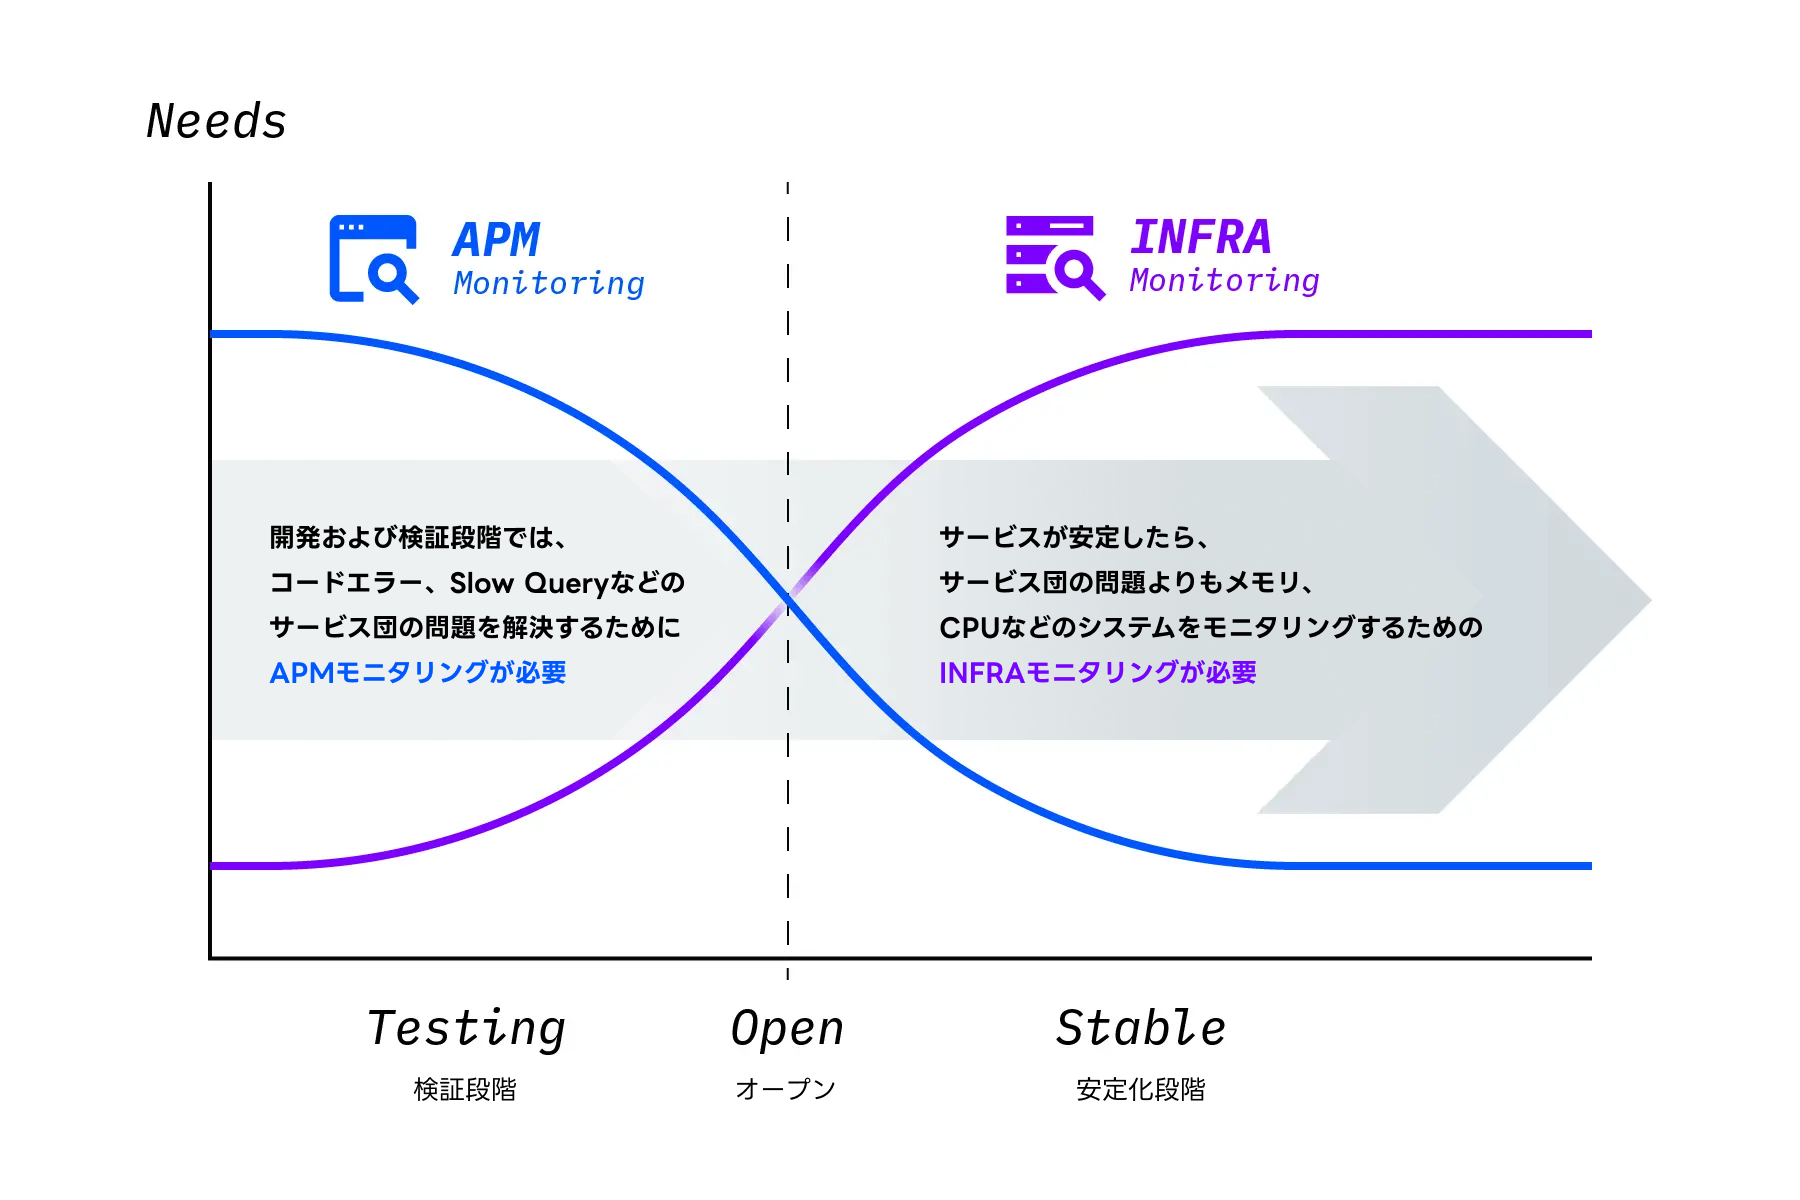 Needs
APM
Monitoring
INFRA
Monitoring
開発および検証段階では、
コードエラー、Slow Queryなどの
サービス団の問題を解決するために
APMモニタリングが必要
サービスが安定したら、
サービス団の問題よりもメモリ、
CPUなどのシステムをモニタリングするための
INFRAモニタリングが必要
Testing
検証段階
Open
オープン
Stable
安定化段階